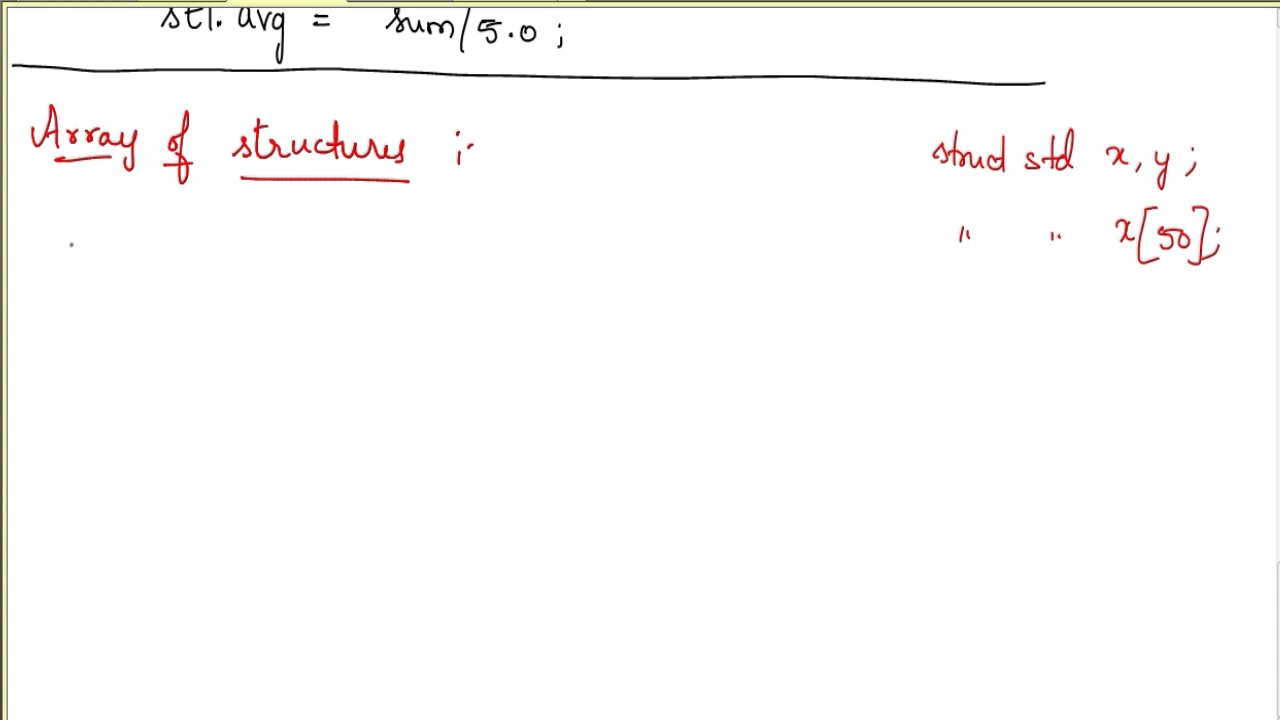 st1. avg = sum/5.0 ;
Array of structures :-
struct std x, y ;
" " x[50];